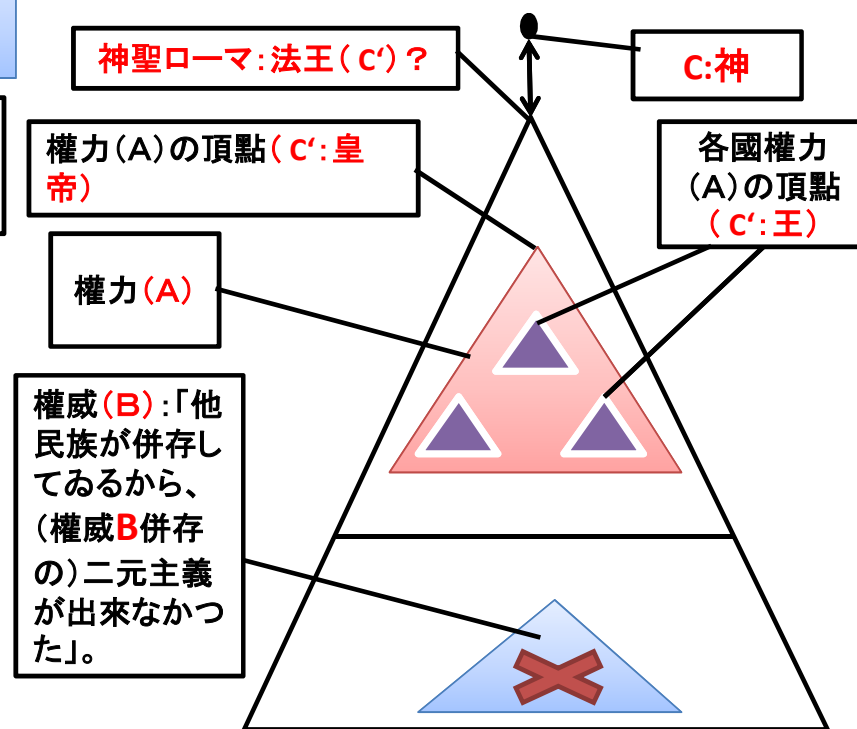 神聖ローマ：法王（C‘）？
C:神
權力（A）の頂點（C‘：皇
帝）
各國權力
（A）の頂點
（C‘：王）
權力（A）
權威（B）：「他
民族が併存し
てゐるから、
（權威B併存
の）二元主義
が出來なかつ
た」。